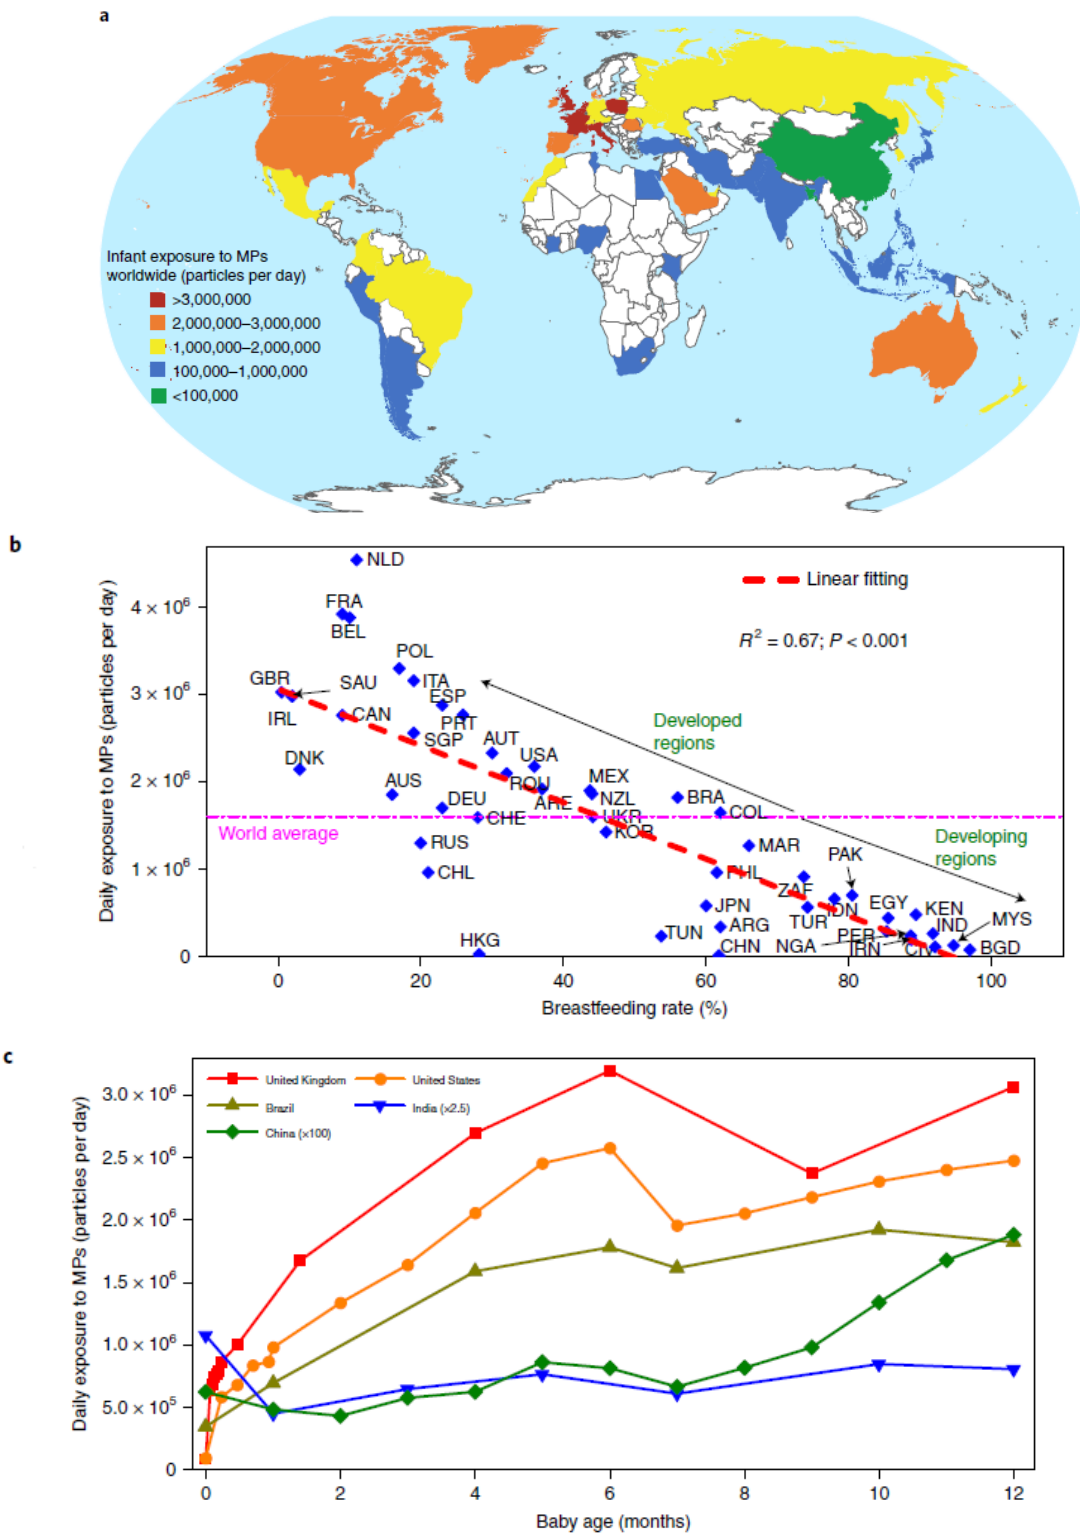 a
Infant exposure to MPs
worldwide (particles per day)
>3,000,000
2,000,000–3,000,000
1,000,000–2,000,000
100,000–1,000,000
<100,000
b
Daily exposure to MPs (particles per day)
4 × 10⁶
3 × 10⁶
2 × 10⁶
1 × 10⁶
0
NLD
Linear fitting
FRA
BEL
R² = 0.67; P < 0.001
POL
GBR
SAU
ITA
ESP
IRL
CAN
PRT
Developed
regions
SGP
AUT
DNK
USA
AUS
ROU
MEX
DEU
ARE
NZL
BRA
CHE
UKR
COL
World average
KOR
Developing
regions
RUS
MAR
PAK
CHL
PHL
ZAF
JPN
IDN
EGY
KEN
TUN
ARG
TUR
IND
MYS
HKG
CHN
NGA
PER
IRN
CIV
BGD
0 20 40 60 80 100
Breastfeeding rate (%)
c
Daily exposure to MPs (particles per day)
3.0 × 10⁶
2.5 × 10⁶
2.0 × 10⁶
1.5 × 10⁶
1.0 × 10⁶
5.0 × 10⁵
0
United Kingdom United States
Brazil India (×2.5)
China (×100)
0 2 4 6 8 10 12
Baby age (months)